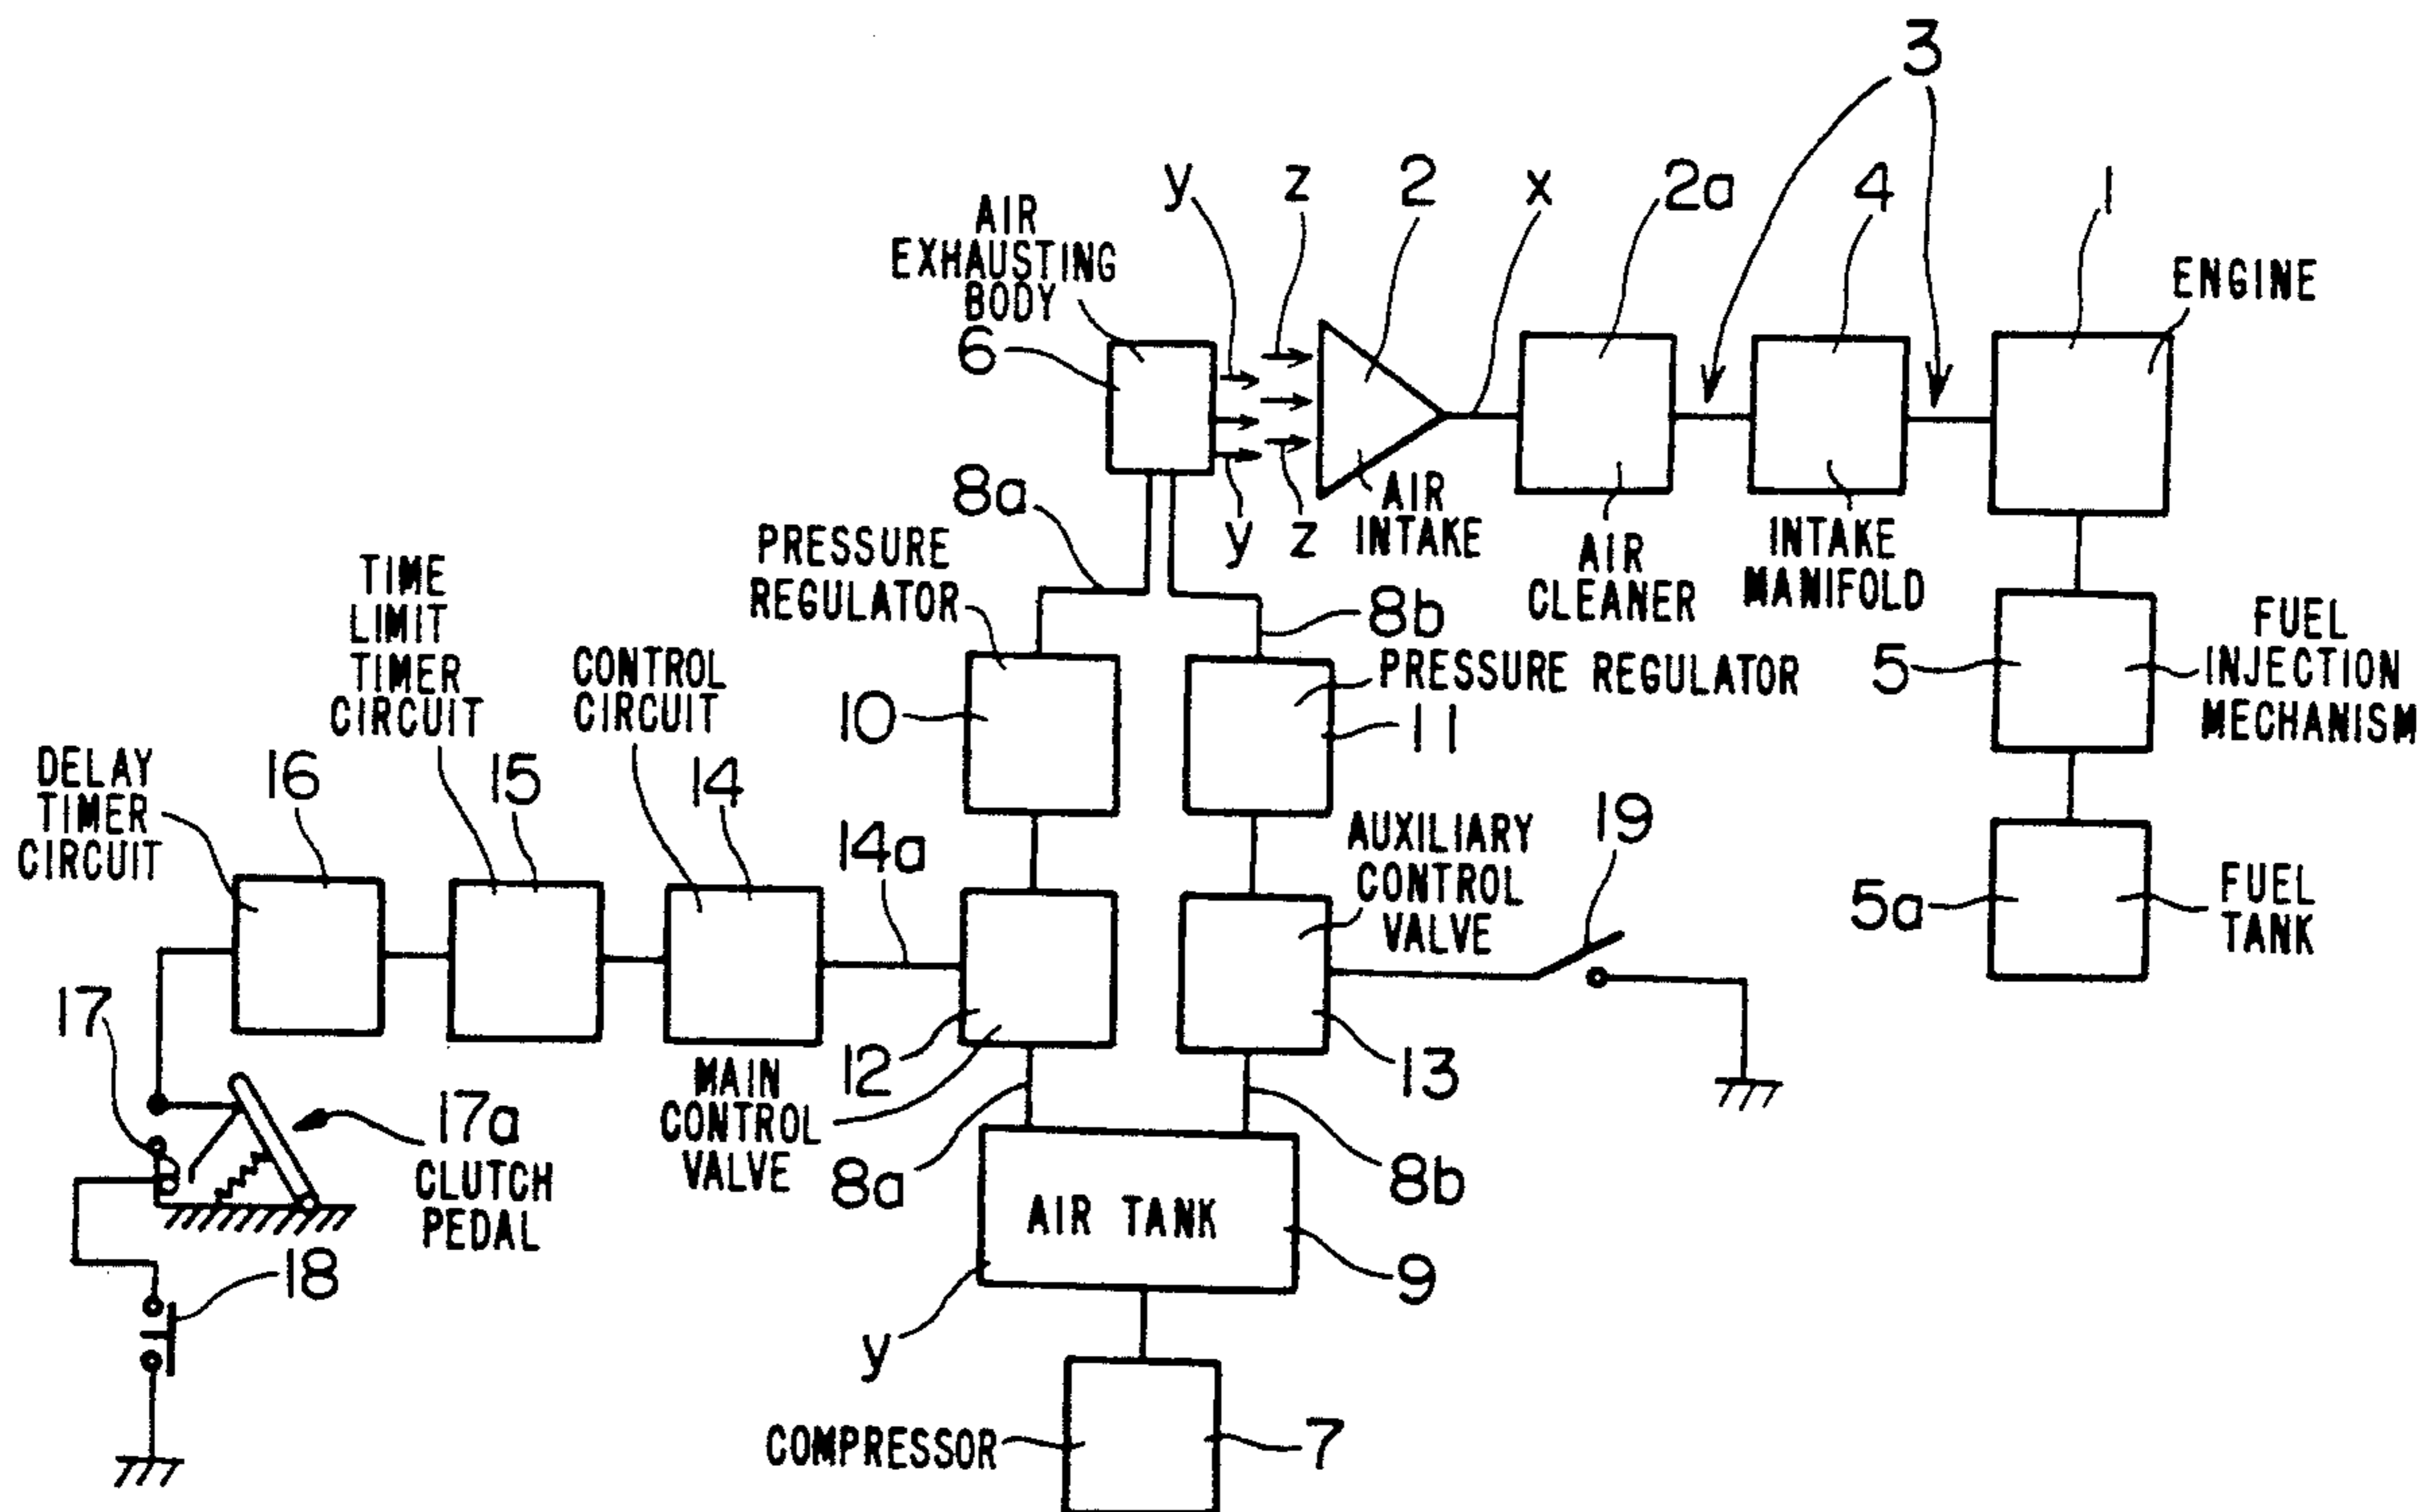 3
y
z
2
x
2a
4
1
AIR
EXHAUSTING
BODY
6
ENGINE
8a
y
z
AIR
INTAKE
AIR
CLEANER
INTAKE
MANIFOLD
PRESSURE
REGULATOR
8b
PRESSURE REGULATOR
10
11
5
FUEL
INJECTION
MECHANISM
TIME
LIMIT
TIMER
CIRCUIT
CONTROL
CIRCUIT
DELAY
TIMER
CIRCUIT
16
15
14
14a
AUXILIARY
CONTROL
VALVE
19
5a
FUEL
TANK
17
12
13
MAIN
CONTROL
VALVE
17a
CLUTCH
PEDAL
8a
8b
AIR TANK
9
18
y
COMPRESSOR
7